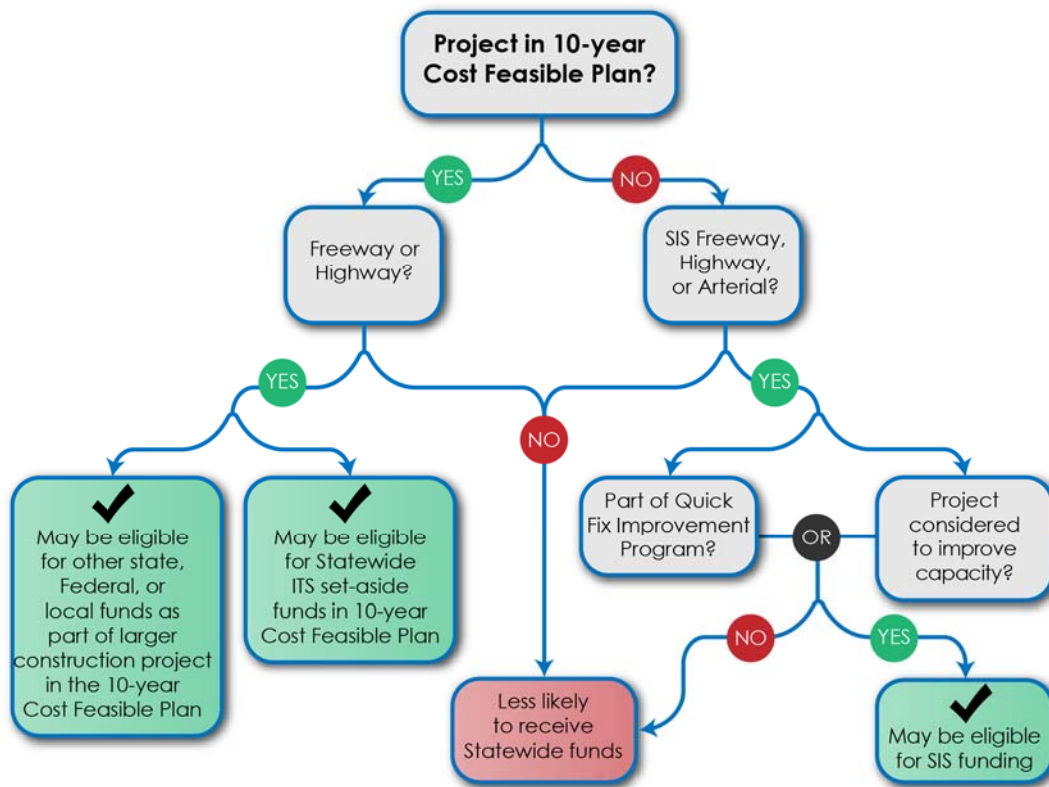 Project in 10-year
Cost Feasible Plan?
YES
NO
Freeway or
Highway?
SIS Freeway,
Highway,
or Arterial?
YES
NO
YES
May be eligible
for other state,
Federal, or
local funds as
part of larger
construction project
in the 10-year
Cost Feasible Plan
May be eligible
for Statewide
ITS set-aside
funds in 10-year
Cost Feasible Plan
Part of Quick
Fix Improvement
Program?
OR
Project
considered
to improve
capacity?
NO
YES
Less likely
to receive
Statewide funds
May be eligible
for SIS funding